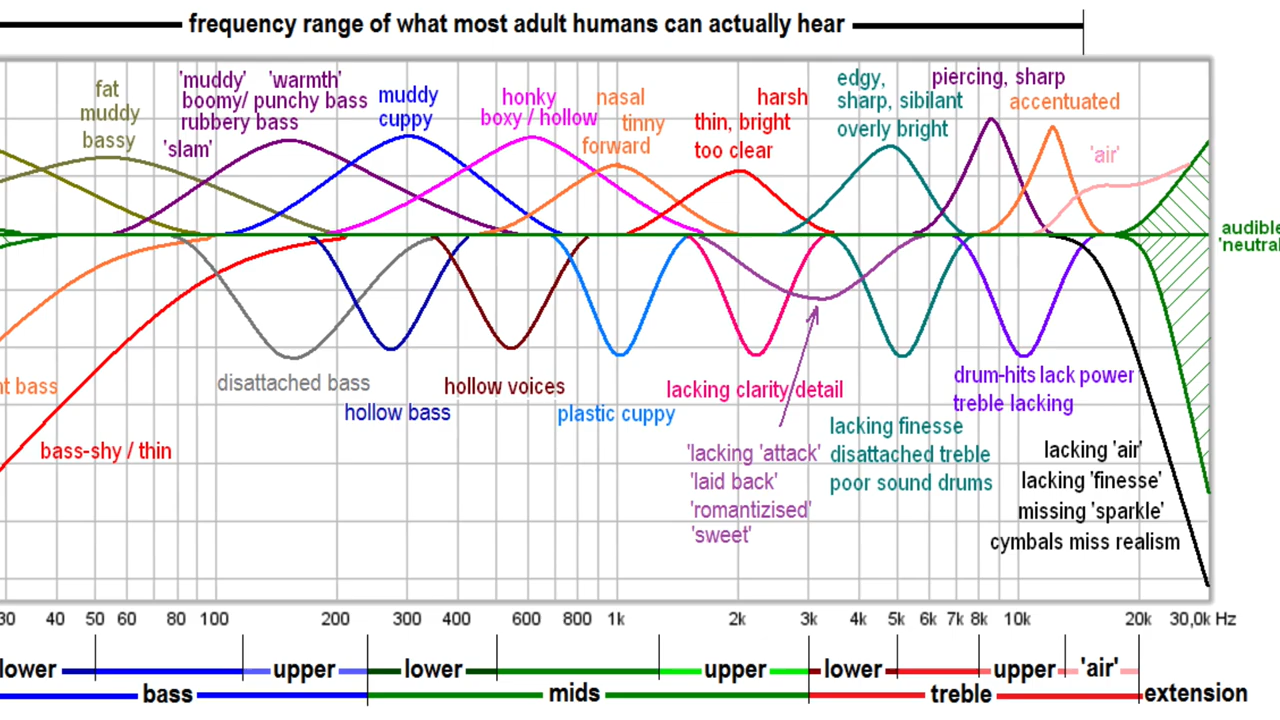 frequency range of what most adult humans can actually hear
fat
muddy
bassy
'muddy' 'warmth'
boomy/ punchy bass
rubbery bass
'slam'
muddy
cuppy
honky
boxy / hollow
nasal
tinny
forward
harsh
thin, bright
too clear
edgy,
sharp, sibilant
overly bright
piercing, sharp
accentuated
'air'
audible
'neutral
nt bass
bass-shy / thin
disattached bass
hollow bass
hollow voices
plastic cuppy
lacking clarity detail
'lacking 'attack'
'laid back'
'romantizised'
'sweet'
lacking finesse
disattached treble
poor sound drums
drum-hits lack power
treble lacking
lacking 'air'
lacking 'finesse'
missing 'sparkle'
cymbals miss realism
30 40 50 60 80 100 200 300 400 600 800 1k 2k 3k 4k 5k 6k 7k 8k 10k 20k 30,0k Hz
lower upper lower upper lower upper 'air'
bass mids treble extension